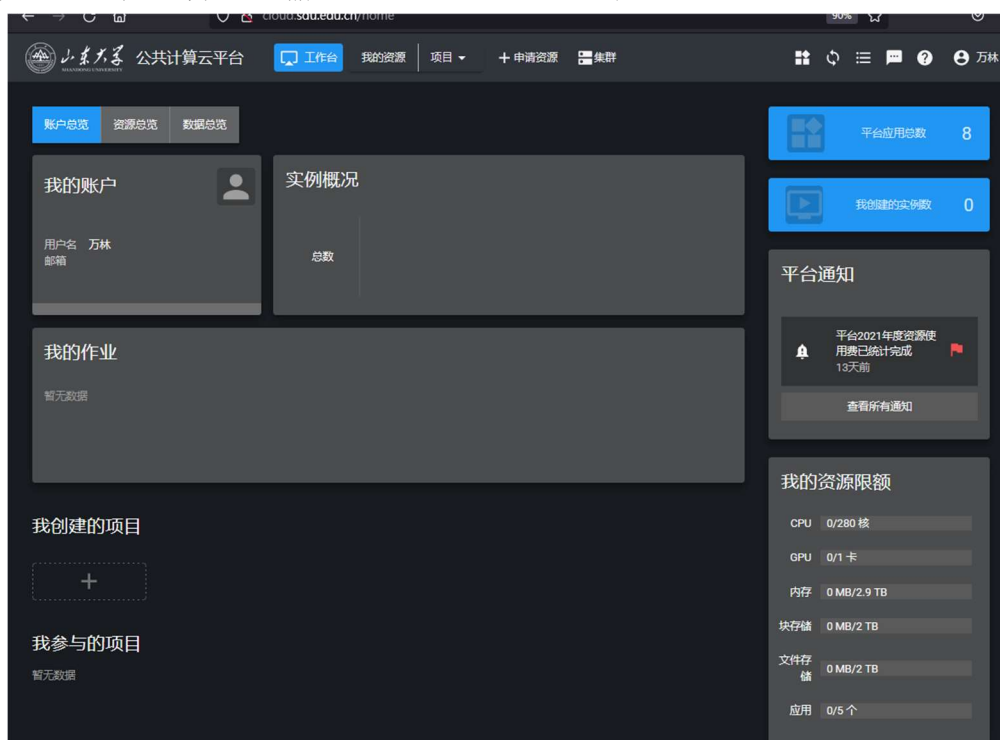 cloud.sdu.edu.cn/home
90%
山东大学
SHANDONG UNIVERSITY
公共计算云平台
工作台
我的资源
项目
申请资源
集群
万林
账户总览
资源总览
数据总览
我的账户
用户名 万林
邮箱
实例概况
总数
我的作业
暂无数据
我创建的项目
我参与的项目
暂无数据
平台应用总数 8
我创建的实例数 0
平台通知
平台2021年度资源使
用费已统计完成
13天前
查看所有通知
我的资源限额
CPU 0/280 核
GPU 0/1 卡
内存 0 MB/2.9 TB
块存储 0 MB/2 TB
文件存
储 0 MB/2 TB
应用 0/5 个